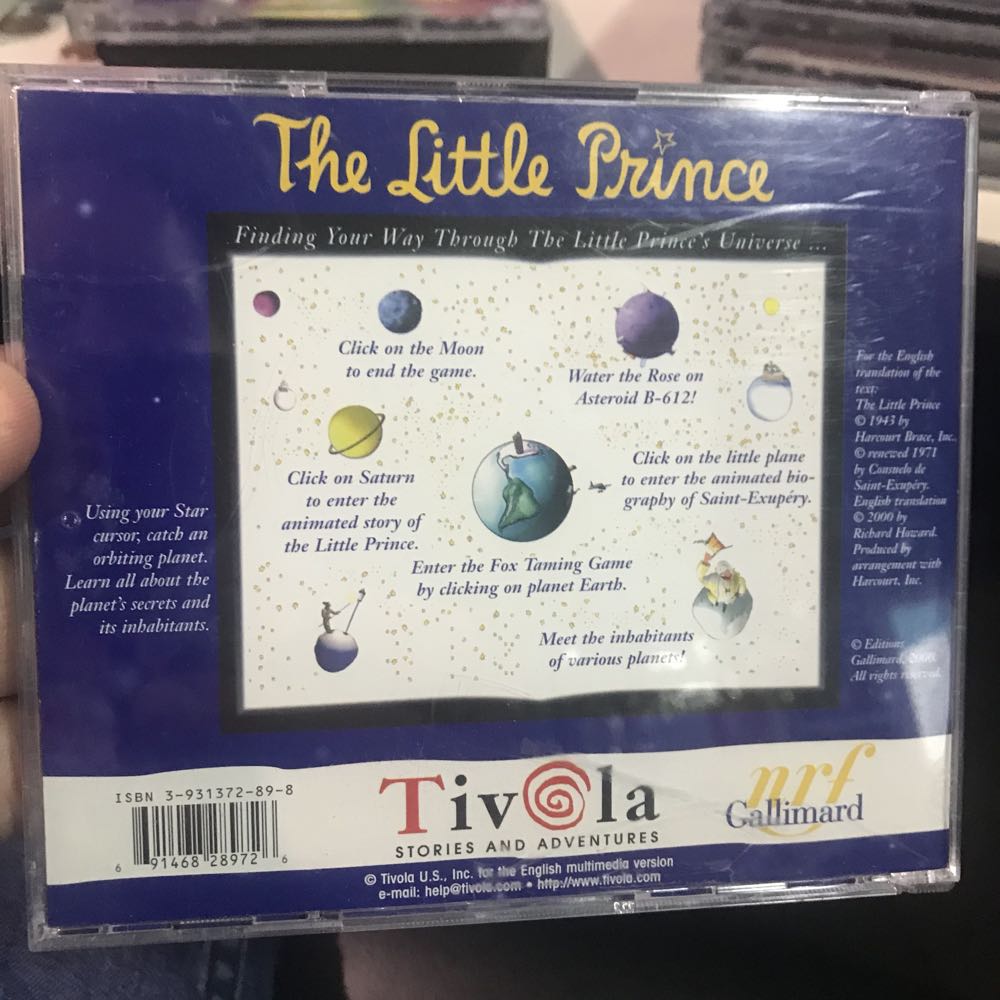 The Little Prince
Finding Your Way Through The Little Prince's Universe ...
Click on the Moon
to end the game.
Water the Rose on
Asteroid B-612!
Click on Saturn
to enter the
animated story of
the Little Prince.
Click on the little plane
to enter the animated bio-
graphy of Saint-Exupéry.
Enter the Fox Taming Game
by clicking on planet Earth.
Meet the inhabitants
of various planets!
Using your Star
cursor, catch an
orbiting planet.
Learn all about the
planet's secrets and
its inhabitants.
For the English
translation of the
text:
The Little Prince
© 1943 by
Harcourt Brace, Inc.
© renewed 1971
by Consuelo de
Saint-Exupéry.
English translation
© 2000 by
Richard Howard.
Produced by
arrangement with
Harcourt, Inc.
© Editions
Gallimard, 2000.
All rights reserved.
ISBN 3-931372-89-8
6 91468 28972 6
Tivola
STORIES AND ADVENTURES
nrf
Gallimard
© Tivola U.S., Inc. for the English multimedia version
e-mail: help@tivola.com • http://www.tivola.com